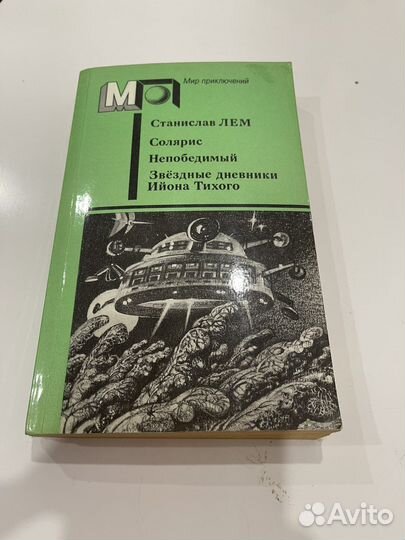 Мир приключений
МП
Станислав ЛЕМ
Солярис
Непобедимый
Звёздные дневники
Ийона Тихого
Avito